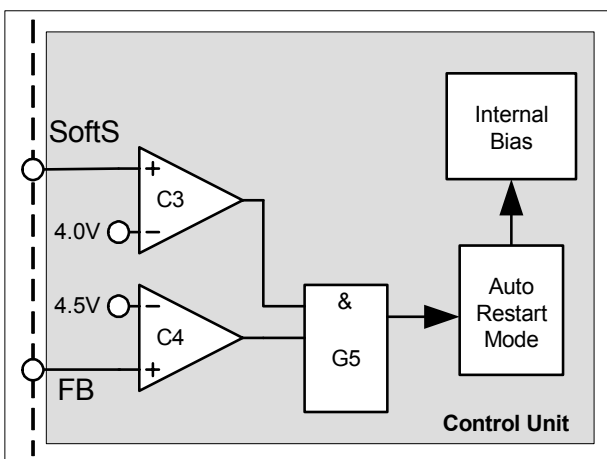 Internal
Bias
SoftS
+
C3
4.0V
−
4.5V
−
C4
+
FB
&
G5
Auto
Restart
Mode
Control Unit